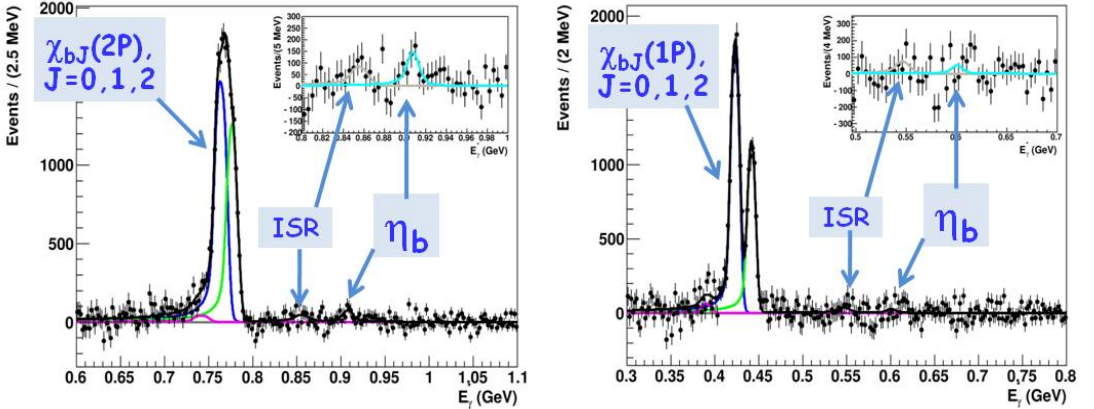 Events / (2.5 MeV)
2000
1500
1000
500
0
0.6 0.65 0.7 0.75 0.8 0.85 0.9 0.95 1 1.05 1.1
Eγ (GeV)
χbJ(2P),
J=0,1,2
ISR
ηb
Events/(5 MeV)
300
250
200
150
100
50
0
-50
-100
-150
-200
0.8 0.82 0.84 0.86 0.88 0.9 0.92 0.94 0.96 0.98 1
E*γ (GeV)
Events / (2 MeV)
2000
1500
1000
500
0
0.3 0.35 0.4 0.45 0.5 0.55 0.6 0.65 0.7 0.75 0.8
Eγ (GeV)
χbJ(1P),
J=0,1,2
ISR
ηb
Events/(4 MeV)
400
300
200
100
0
-100
-200
-300
0.5 0.55 0.6 0.65 0.7
E*γ (GeV)